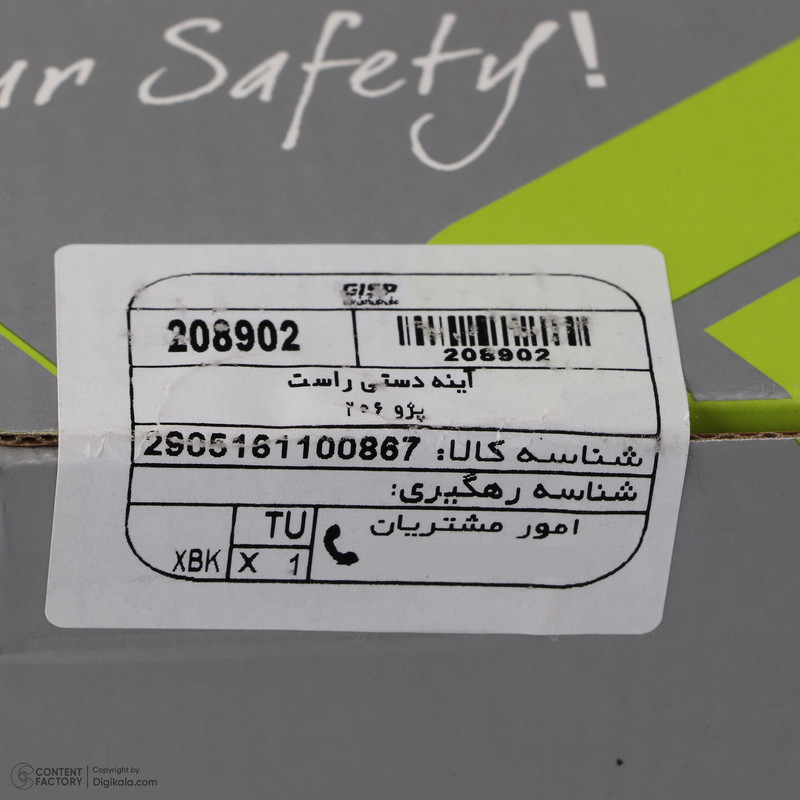 ur Safety!
GISP
208902
208902
آینه دستی راست
پژو ۲۰۶
شناسه کالا: 2905161100867
شناسه رهگیری:
امور مشتریان
TU
XBK
X 1
CONTENT FACTORY
Copyright by
Digikala.com